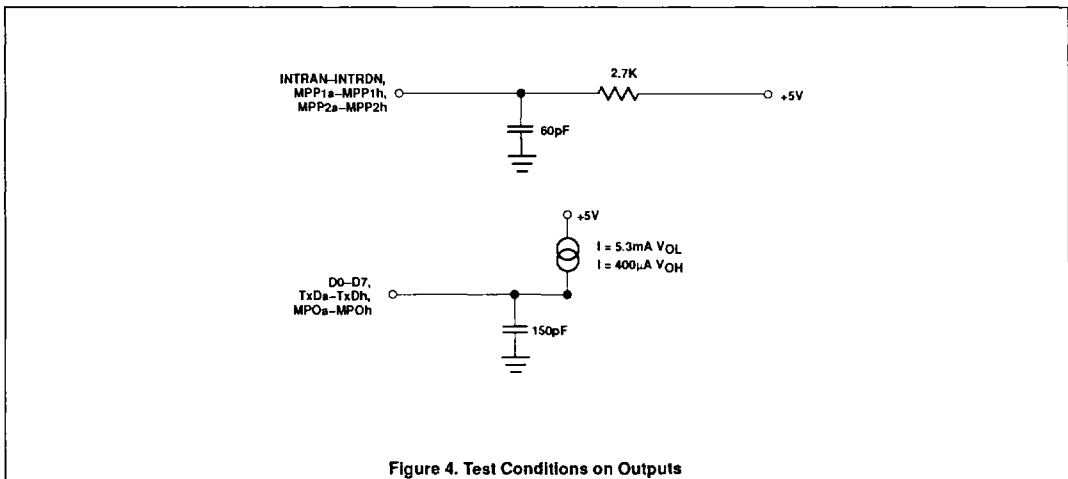 INTRAN–INTRDN,
MPP1a–MPP1h,
MPP2a–MPP2h
2.7K
+5V
60pF
+5V
I = 5.3mA VOL
I = 400μA VOH
D0–D7,
TxDa–TxDh,
MPOa–MPOh
150pF
Figure 4. Test Conditions on Outputs